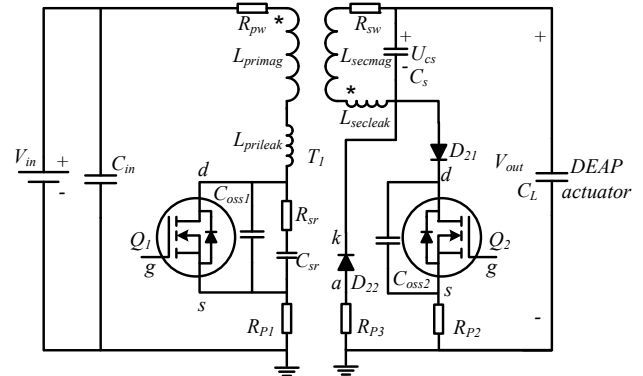 R_pw * R_sw
+ +
L_primag L_secmag U_cs
- C_s
* L_secleak
L_prileak T_1 D_21
V_in + C_in d C_oss1 d V_out DEAP
- C_L actuator
R_sr
Q_1 k Q_2
g C_sr g
a D_22 C_oss2
s s
R_P1 R_P3 R_P2 -